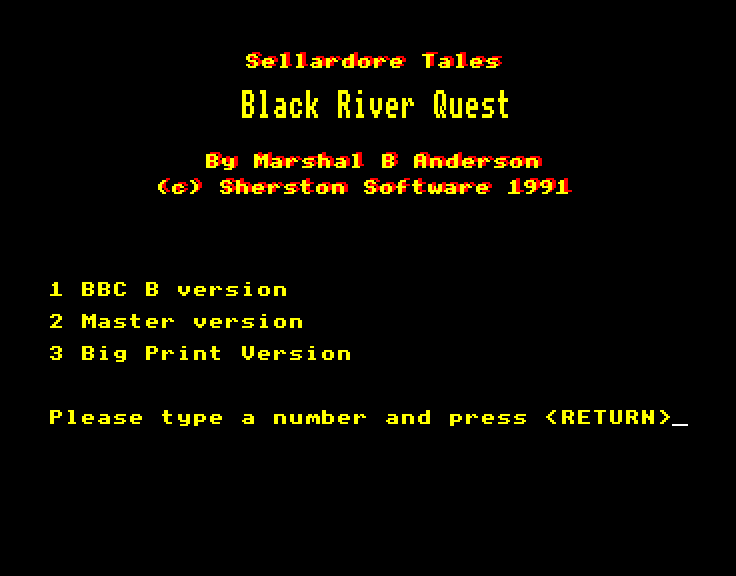 Sellardore Tales
Black River Quest
By Marshal B Anderson
(c) Sherston Software 1991
1 BBC B version
2 Master version
3 Big Print Version
Please type a number and press <RETURN>_